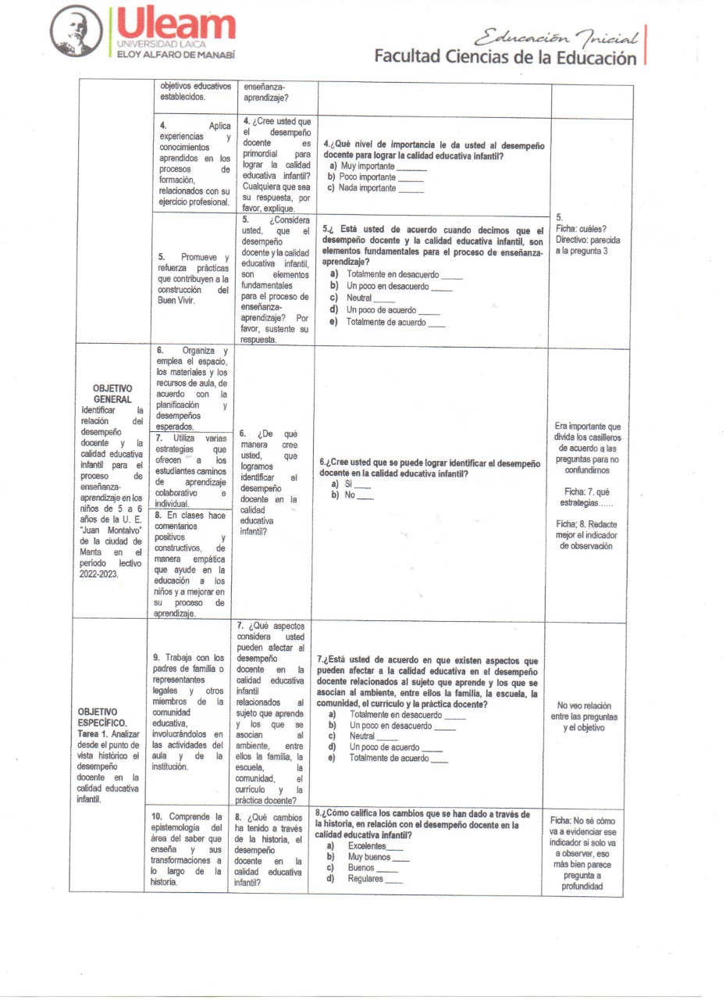 Uleam
UNIVERSIDAD LAICA
ELOY ALFARO DE MANABÍ
Educación Inicial
Facultad Ciencias de la Educación
objetivos educativos
establecidos.
enseñanza-
aprendizaje?
4. Aplica
experiencias y
conocimientos
aprendidos en los
procesos de
formación,
relacionados con su
ejercicio profesional.
4. ¿Cree usted que
el desempeño
docente es
primordial para
lograr la calidad
educativa infantil?
Cualquiera que sea
su respuesta, por
favor, explique.
4.¿Qué nivel de importancia le da usted al desempeño
docente para lograr la calidad educativa infantil?
a) Muy importante _______
b) Poco importante ______
c) Nada importante ______
5.
Ficha: cuáles?
Directivo: parecida
a la pregunta 3
5. Promueve y
refuerza prácticas
que contribuyen a la
construcción del
Buen Vivir.
5. ¿Considera
usted, que el
desempeño
docente y la calidad
educativa infantil,
son elementos
fundamentales
para el proceso de
enseñanza-
aprendizaje? Por
favor, sustente su
respuesta.
5.¿ Está usted de acuerdo cuando decimos que el
desempeño docente y la calidad educativa infantil, son
elementos fundamentales para el proceso de enseñanza-
aprendizaje?
a) Totalmente en desacuerdo _____
b) Un poco en desacuerdo _____
c) Neutral _____
d) Un poco de acuerdo _____
e) Totalmente de acuerdo ____
OBJETIVO
GENERAL
Identificar la
relación del
desempeño
docente y la
calidad educativa
infantil para el
proceso de
enseñanza-
aprendizaje en los
niños de 5 a 6
años de la U. E.
"Juan Montalvo"
de la ciudad de
Manta en el
periodo lectivo
2022-2023.
6. Organiza y
emplea el espacio,
los materiales y los
recursos de aula, de
acuerdo con la
planificación y
desempeños
esperados.
7. Utiliza varias
estrategias que
ofrecen a los
estudiantes caminos
de aprendizaje
colaborativo e
individual.
8. En clases hace
comentarios
positivos y
constructivos, de
manera empática
que ayude en la
educación a los
niños y a mejorar en
su proceso de
aprendizaje.
6. ¿De qué
manera cree
usted, que
logramos
identificar el
desempeño
docente en la
calidad
educativa
infantil?
6.¿Cree usted que se puede lograr identificar el desempeño
docente en la calidad educativa infantil?
a) Si ____
b) No ____
Era importante que
divida los casilleros
de acuerdo a las
preguntas para no
confundirnos
Ficha: 7. qué
estrategias......
Ficha; 8. Redacte
mejor el indicador
de observación
OBJETIVO
ESPECÍFICO.
Tarea 1. Analizar
desde el punto de
vista histórico el
desempeño
docente en la
calidad educativa
infantil.
9. Trabaja con los
padres de familia o
representantes
legales y otros
miembros de la
comunidad
educativa,
involucrándolos en
las actividades del
aula y de la
institución.
7. ¿Qué aspectos
considera usted
pueden afectar al
desempeño
docente en la
calidad educativa
infantil
relacionados al
sujeto que aprende
y los que se
asocian al
ambiente, entre
ellos la familia, la
escuela, la
comunidad, el
currículo y la
práctica docente?
7.¿Está usted de acuerdo en que existen aspectos que
pueden afectar a la calidad educativa en el desempeño
docente relacionados al sujeto que aprende y los que se
asocian al ambiente, entre ellos la familia, la escuela, la
comunidad, el currículo y la práctica docente?
a) Totalmente en desacuerdo _____
b) Un poco en desacuerdo _____
c) Neutral _____
d) Un poco de acuerdo _____
e) Totalmente de acuerdo ____
No veo relación
entre las preguntas
y el objetivo
10. Comprende la
epistemología del
área del saber que
enseña y sus
transformaciones a
lo largo de la
historia.
8. ¿Qué cambios
ha tenido a través
de la historia, el
desempeño
docente en la
calidad educativa
infantil?
8.¿Cómo califica los cambios que se han dado a través de
la historia, en relación con el desempeño docente en la
calidad educativa infantil?
a) Excelentes____
b) Muy buenos ____
c) Buenos ____
d) Regulares ____
Ficha: No sé cómo
va a evidenciar ese
indicador si solo va
a observer, eso
más bien parece
pregunta a
profundidad